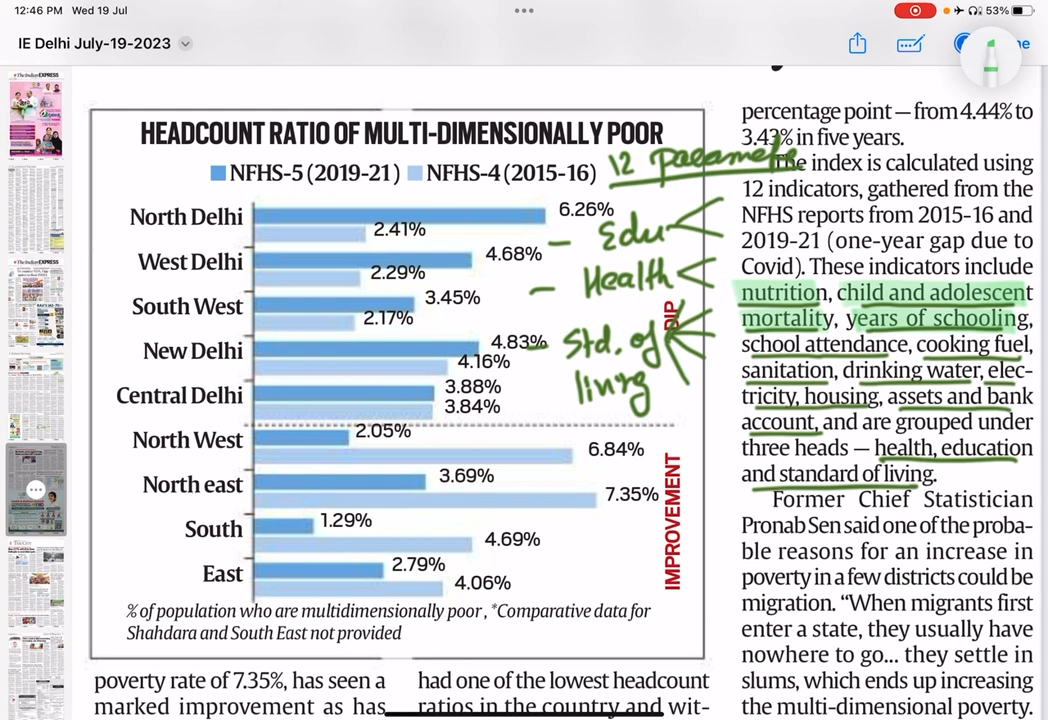 12:46 PM Wed 19 Jul
53%
IE Delhi July-19-2023
HEADCOUNT RATIO OF MULTI-DIMENSIONALLY POOR
NFHS-5 (2019-21) NFHS-4 (2015-16)
12 paramets
North Delhi 6.26%
2.41%
West Delhi 4.68%
2.29%
South West 3.45%
2.17%
New Delhi 4.83%
4.16%
Central Delhi 3.88%
3.84%
North West 2.05%
6.84%
North east 3.69%
7.35%
South 1.29%
4.69%
East 2.79%
4.06%
- Edu
- Health
- Std. of
living
DIP
IMPROVEMENT
% of population who are multidimensionally poor, *Comparative data for
Shahdara and South East not provided
poverty rate of 7.35%, has seen a
marked improvement as has
had one of the lowest headcount
ratios in the country and wit-
percentage point — from 4.44% to
3.43% in five years.
The index is calculated using
12 indicators, gathered from the
NFHS reports from 2015-16 and
2019-21 (one-year gap due to
Covid). These indicators include
nutrition, child and adolescent
mortality, years of schooling,
school attendance, cooking fuel,
sanitation, drinking water, elec-
tricity, housing, assets and bank
account, and are grouped under
three heads — health, education
and standard of living.
Former Chief Statistician
Pronab Sen said one of the proba-
ble reasons for an increase in
poverty in a few districts could be
migration. “When migrants first
enter a state, they usually have
nowhere to go... they settle in
slums, which ends up increasing
the multi-dimensional poverty.